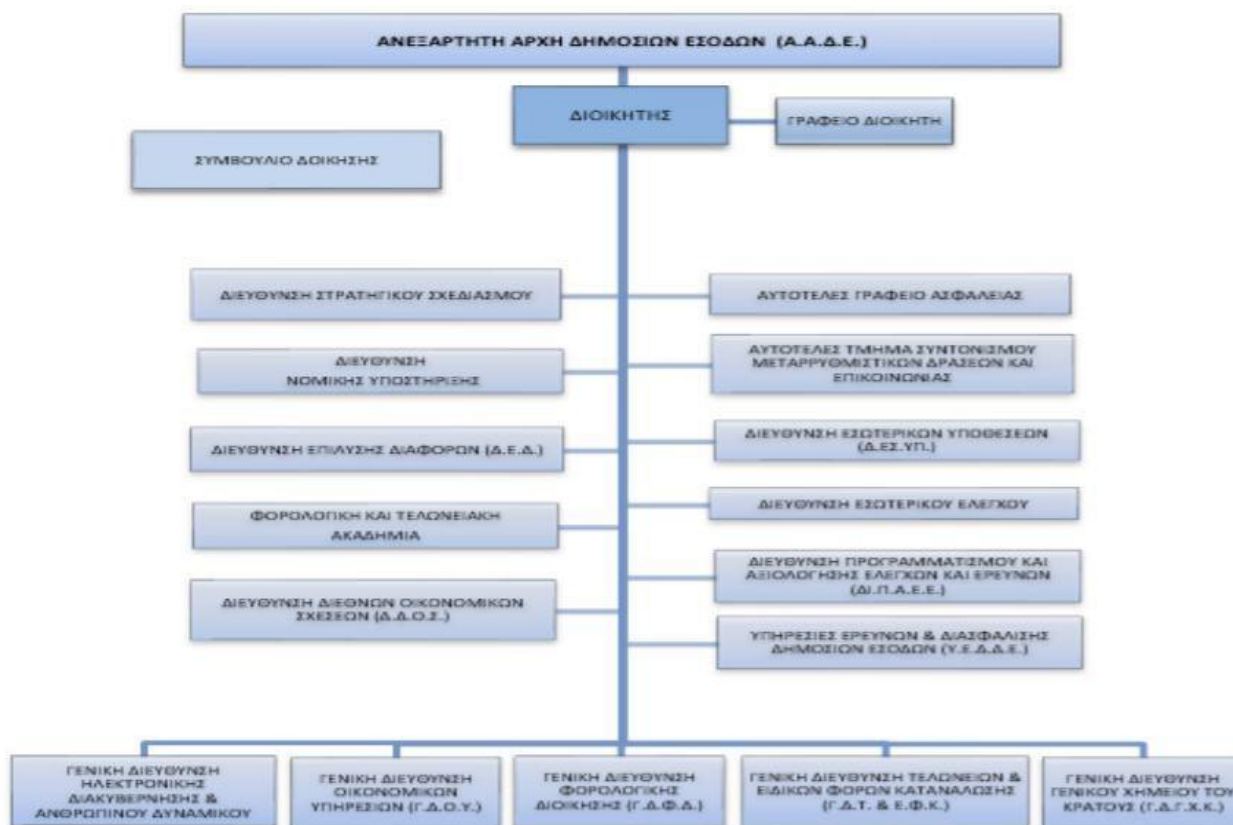 ΑΝΕΞΑΡΤΗΤΗ ΑΡΧΗ ΔΗΜΟΣΙΩΝ ΕΣΟΔΩΝ (Α.Α.Δ.Ε.)
ΔΙΟΙΚΗΤΗΣ
ΓΡΑΦΕΙΟ ΔΙΟΙΚΗΤΗ
ΣΥΜΒΟΥΛΙΟ ΔΟΙΚΗΣΗΣ
ΔΙΕΥΘΥΝΣΗ ΣΤΡΑΤΗΓΙΚΟΥ ΣΧΕΔΙΑΣΜΟΥ
ΑΥΤΟΤΕΛΕΣ ΓΡΑΦΕΙΟ ΑΣΦΑΛΕΙΑΣ
ΔΙΕΥΘΥΝΣΗ
ΝΟΜΙΚΗΣ ΥΠΟΣΤΗΡΙΞΗΣ
ΑΥΤΟΤΕΛΕΣ ΤΜΗΜΑ ΣΥΝΤΟΝΙΣΜΟΥ
ΜΕΤΑΡΡΥΘΜΙΣΤΙΚΩΝ ΔΡΑΣΕΩΝ ΚΑΙ
ΕΠΙΚΟΙΝΩΝΙΑΣ
ΔΙΕΥΘΥΝΣΗ ΕΠΙΛΥΣΗΣ ΔΙΑΦΟΡΩΝ (Δ.Ε.Δ.)
ΔΙΕΥΘΥΝΣΗ ΕΣΩΤΕΡΙΚΩΝ ΥΠΟΘΕΣΕΩΝ
(Δ.ΕΣ.ΥΠ.)
ΦΟΡΟΛΟΓΙΚΗ ΚΑΙ ΤΕΛΩΝΕΙΑΚΗ
ΑΚΑΔΗΜΙΑ
ΔΙΕΥΘΥΝΣΗ ΕΣΩΤΕΡΙΚΟΥ ΕΛΕΓΧΟΥ
ΔΙΕΥΘΥΝΣΗ ΔΙΕΘΝΩΝ ΟΙΚΟΝΟΜΙΚΩΝ
ΣΧΕΣΕΩΝ (Δ.Δ.Ο.Σ.)
ΔΙΕΥΘΥΝΣΗ ΠΡΟΓΡΑΜΜΑΤΙΣΜΟΥ ΚΑΙ
ΑΞΙΟΛΟΓΗΣΗΣ ΕΛΕΓΧΩΝ ΚΑΙ ΕΡΕΥΝΩΝ
(ΔΙ.Π.Α.Ε.Ε.)
ΥΠΗΡΕΣΙΕΣ ΕΡΕΥΝΩΝ & ΔΙΑΣΦΑΛΙΣΗΣ
ΔΗΜΟΣΙΩΝ ΕΣΟΔΩΝ (Υ.Ε.Δ.Δ.Ε.)
ΓΕΝΙΚΗ ΔΙΕΥΘΥΝΣΗ
ΗΛΕΚΤΡΟΝΙΚΗΣ
ΔΙΑΚΥΒΕΡΝΗΣΗΣ &
ΑΝΘΡΩΠΙΝΟΥ ΔΥΝΑΜΙΚΟΥ
ΓΕΝΙΚΗ ΔΙΕΥΘΥΝΣΗ
ΟΙΚΟΝΟΜΙΚΩΝ
ΥΠΗΡΕΣΙΩΝ (Γ.Δ.Ο.Υ.)
ΓΕΝΙΚΗ ΔΙΕΥΘΥΝΣΗ
ΦΟΡΟΛΟΓΙΚΗΣ
ΔΙΟΙΚΗΣΗΣ (Γ.Δ.Φ.Δ.)
ΓΕΝΙΚΗ ΔΙΕΥΘΥΝΣΗ ΤΕΛΩΝΕΙΩΝ &
ΕΙΔΙΚΩΝ ΦΟΡΩΝ ΚΑΤΑΝΑΛΩΣΗΣ
(Γ.Δ.Τ. & Ε.Φ.Κ.)
ΓΕΝΙΚΗ ΔΙΕΥΘΥΝΣΗ
ΓΕΝΙΚΟΥ ΧΗΜΕΙΟΥ ΤΟΥ
ΚΡΑΤΟΥΣ (Γ.Δ.Γ.Χ.Κ.)